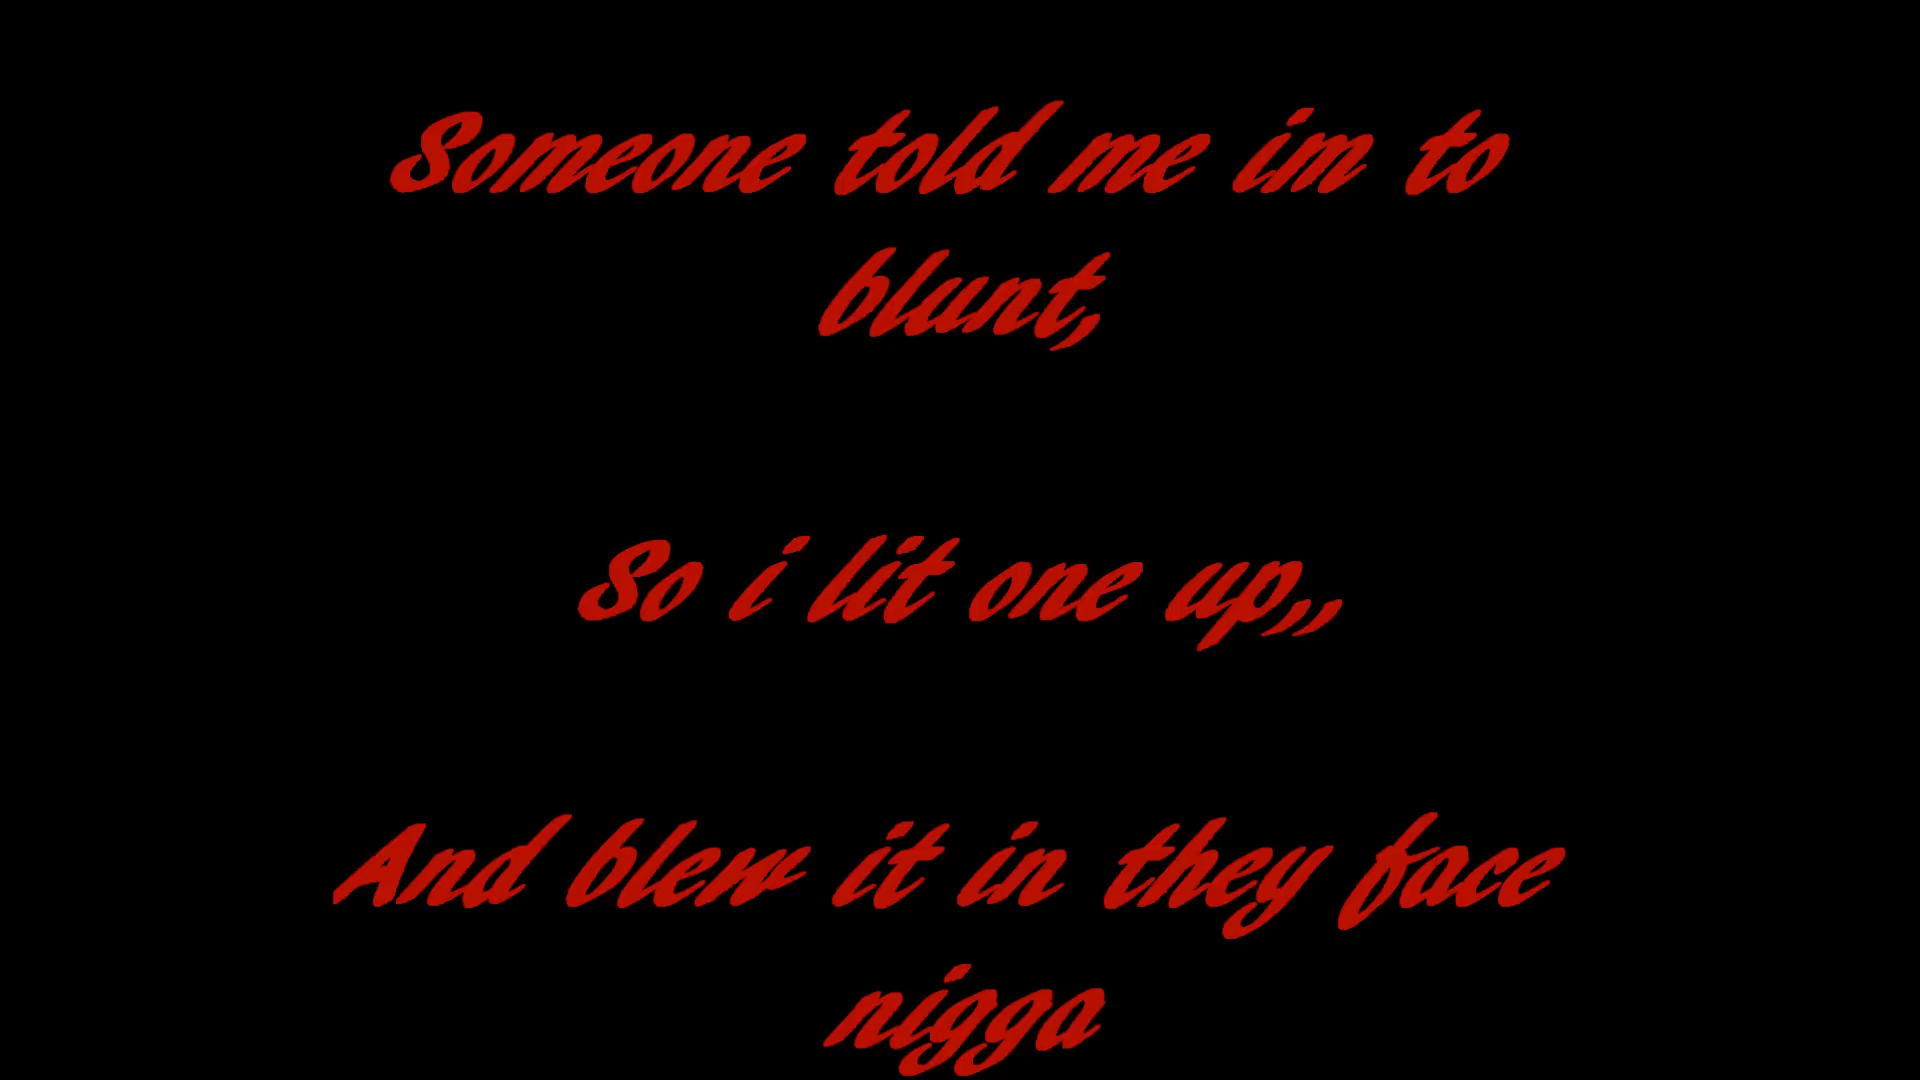 Someone told me im to
blunt,
So i lit one up,,
And blew it in they face
nigga